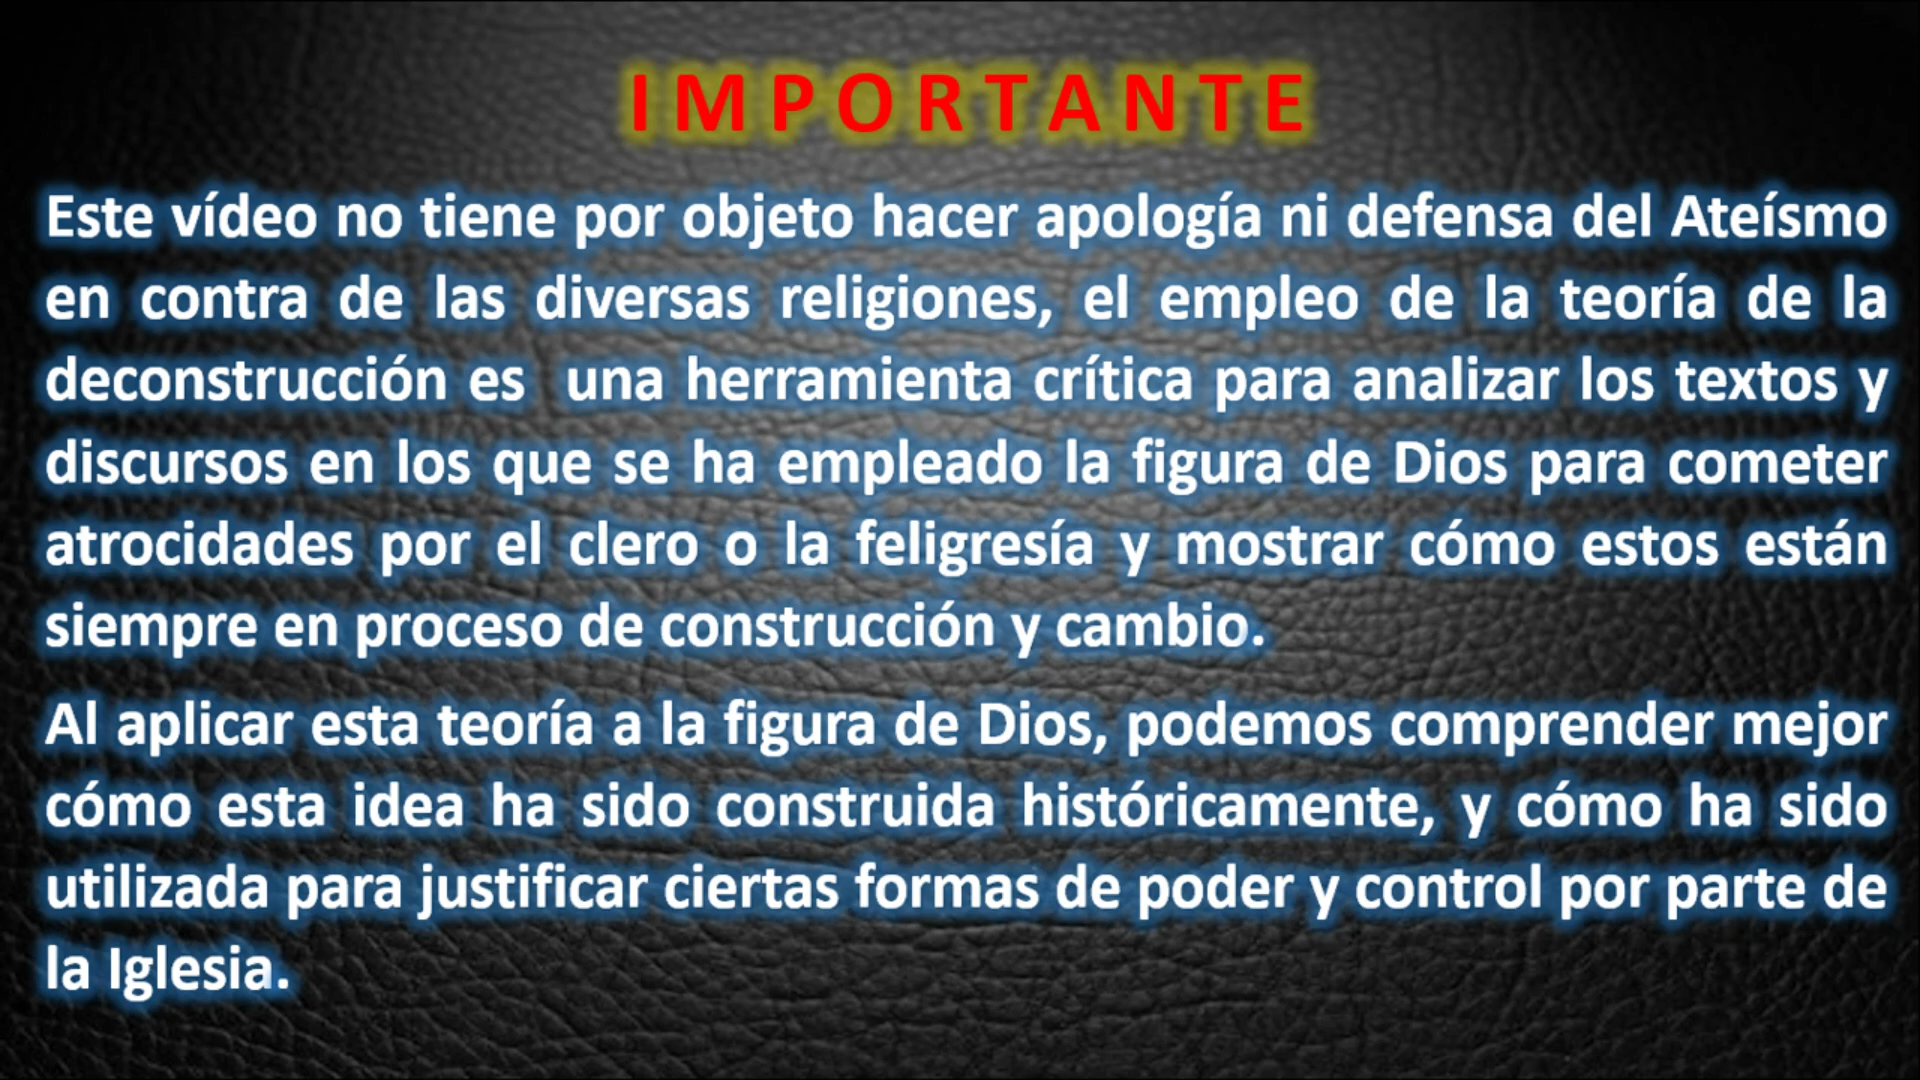 IMPORTANTE
Este vídeo no tiene por objeto hacer apología ni defensa del Ateísmo
en contra de las diversas religiones, el empleo de la teoría de la
deconstrucción es una herramienta crítica para analizar los textos y
discursos en los que se ha empleado la figura de Dios para cometer
atrocidades por el clero o la feligresía y mostrar cómo estos están
siempre en proceso de construcción y cambio.
Al aplicar esta teoría a la figura de Dios, podemos comprender mejor
cómo esta idea ha sido construida históricamente, y cómo ha sido
utilizada para justificar ciertas formas de poder y control por parte de
la Iglesia.